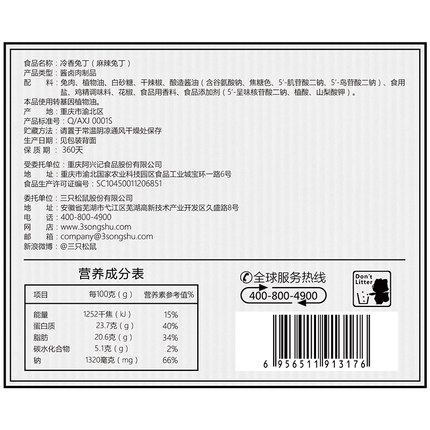 食品名称：冷香兔丁（麻辣兔丁）
产品类型：酱卤肉制品
配 料：兔肉、植物油、白砂糖、干辣椒、酿造酱油（含谷氨酸钠、焦糖色、5'-肌苷酸二钠、5'-鸟苷酸二钠）、食用
盐、鸡精调味料、花椒、食品用香料、食品添加剂（5'-呈味核苷酸二钠、植酸、山梨酸钾）。
本品使用转基因植物油。
产 地：重庆市渝北区
产品标准号：Q/AXJ 0001S
贮藏方法：请置于常温阴凉通风干燥处保存
生产日期：见包装背面
保 质 期：360天
受委托单位：重庆阿兴记食品股份有限公司
地 址：重庆市渝北国家农业科技园区食品工业城宝环一路6号
食品生产许可证编号：SC10450011206851
委托单位：三只松鼠股份有限公司
地 址：安徽省芜湖市弋江区芜湖高新技术产业开发区久盛路8号
电 话：400-800-4900
网 店：www.3songshu.com
邮 箱：company@3songshu.com
新浪微博：@三只松鼠
营养成分表
项目 每100克（g） 营养素参考值%
能量 1252千焦（kJ） 15%
蛋白质 23.7克（g） 40%
脂肪 20.6克（g） 34%
碳水化合物 5.1克（g） 2%
钠 1320毫克（mg） 66%
全球服务热线
400-800-4900
Don't
Litter
6 956511 913176